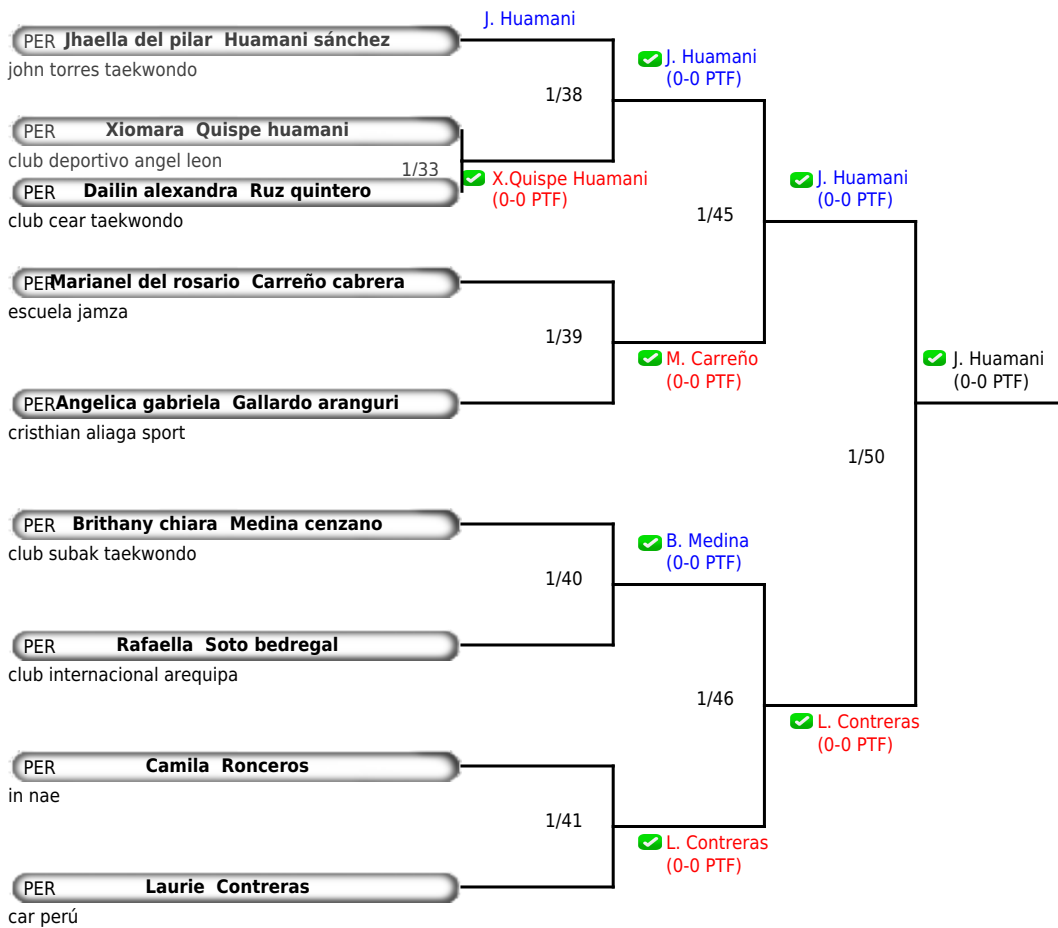 J. Huamani
PER Jhaella del pilar Huamani sánchez
john torres taekwondo
J. Huamani
(0-0 PTF)
1/38
PER Xiomara Quispe huamani
club deportivo angel leon
1/33
X.Quispe Huamani
(0-0 PTF)
PER Dailin alexandra Ruz quintero
club cear taekwondo
J. Huamani
(0-0 PTF)
1/45
PER Marianel del rosario Carreño cabrera
escuela jamza
1/39
M. Carreño
(0-0 PTF)
J. Huamani
(0-0 PTF)
PER Angelica gabriela Gallardo aranguri
cristhian aliaga sport
1/50
PER Brithany chiara Medina cenzano
club subak taekwondo
B. Medina
(0-0 PTF)
1/40
PER Rafaella Soto bedregal
club internacional arequipa
1/46
L. Contreras
(0-0 PTF)
PER Camila Ronceros
in nae
1/41
L. Contreras
(0-0 PTF)
PER Laurie Contreras
car perú